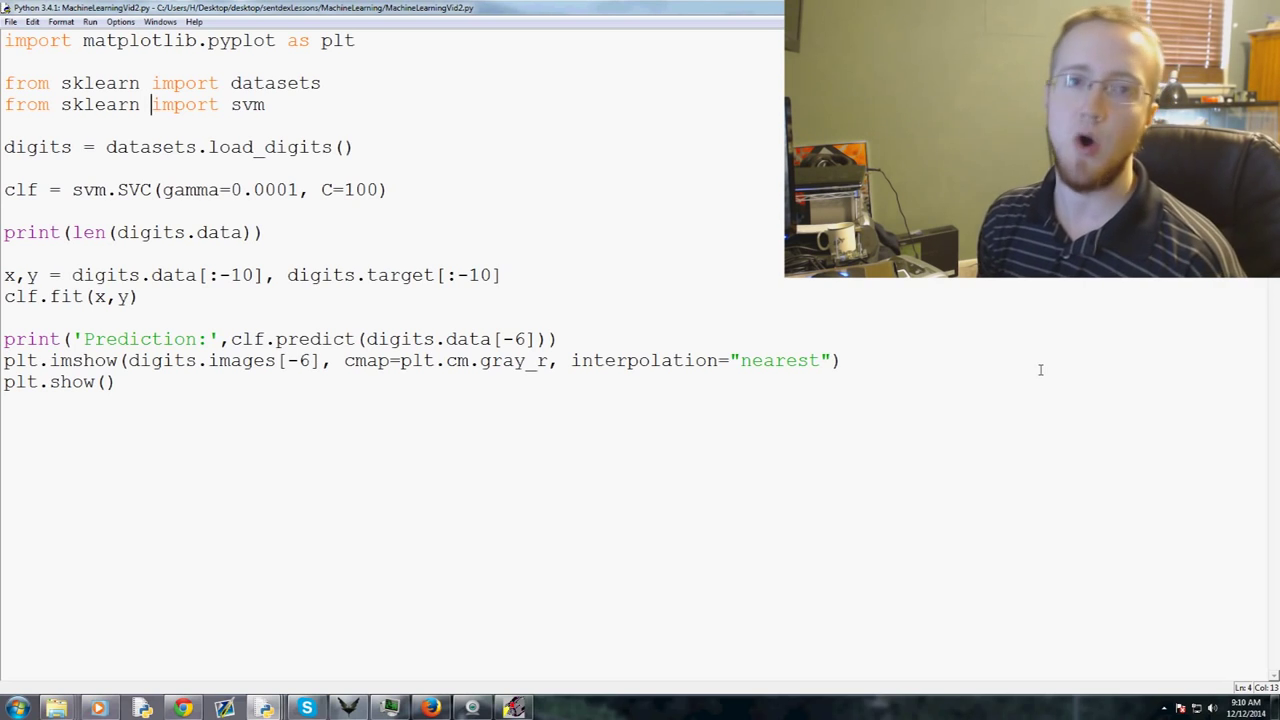 Python 3.4.1: MachineLearningVid2.py - C:/Users/H/Desktop/desktop/sentdexLessons/MachineLearning/MachineLearningVid2.py
File Edit Format Run Options Windows Help
import matplotlib.pyplot as plt
from sklearn import datasets
from sklearn import svm
digits = datasets.load_digits()
clf = svm.SVC(gamma=0.0001, C=100)
print(len(digits.data))
x,y = digits.data[:-10], digits.target[:-10]
clf.fit(x,y)
print('Prediction:',clf.predict(digits.data[-6]))
plt.imshow(digits.images[-6], cmap=plt.cm.gray_r, interpolation="nearest")
plt.show()
Ln: 4 Col: 13
9:10 AM
12/12/2014